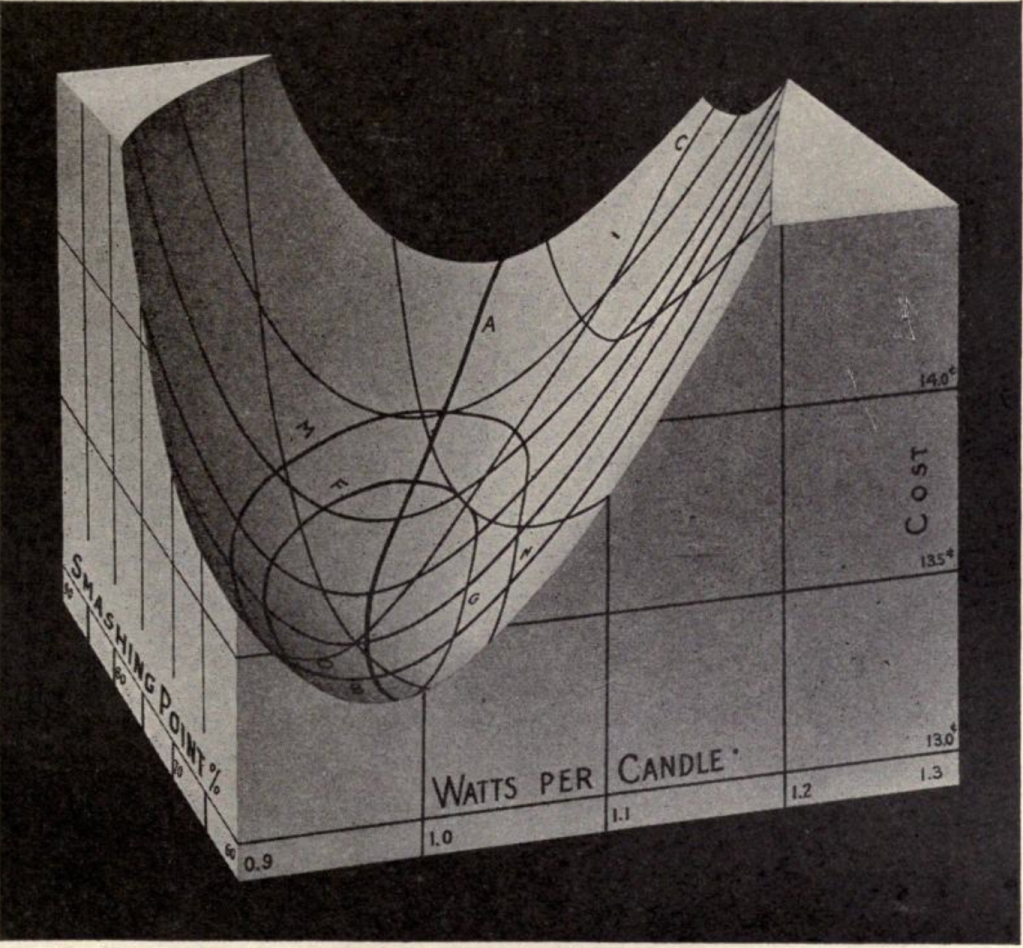 C
I
A
14.0¢
M
F
COST
N
13.5¢
G
D
B
SMASHING POINT %
90
80
70
60
WATTS PER CANDLE
13.0¢
1.3
1.2
1.1
1.0
0.9